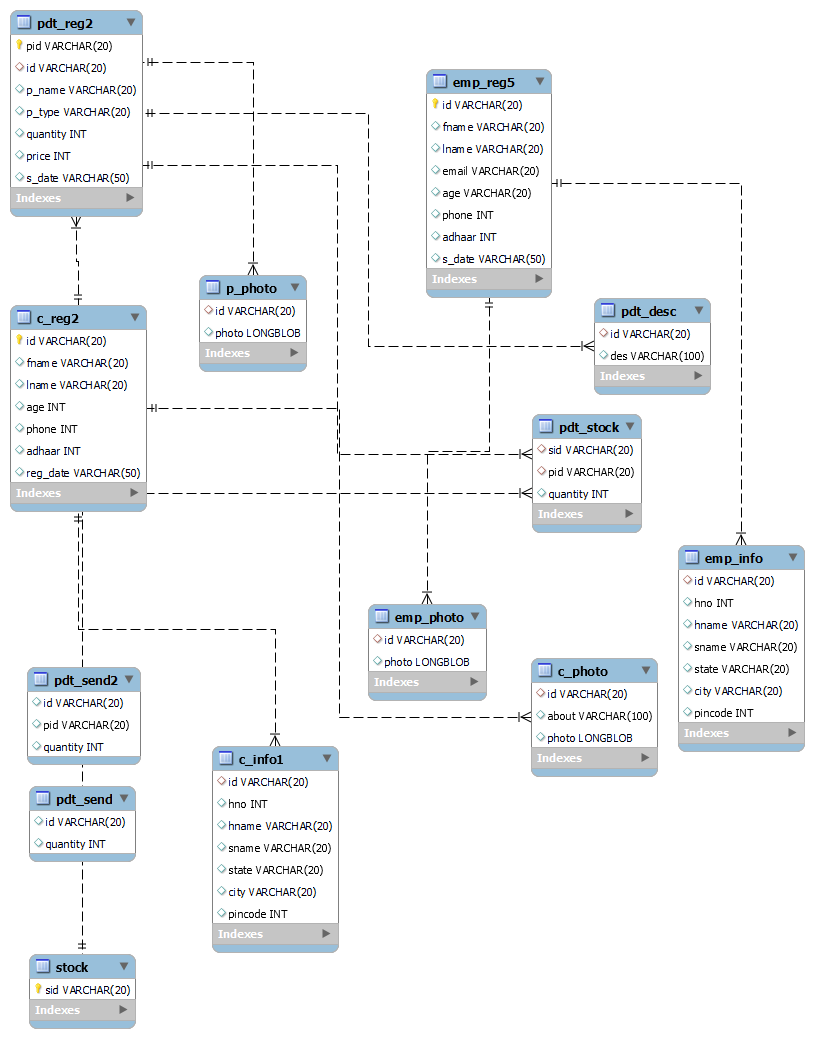 pdt_reg2
pid VARCHAR(20)
id VARCHAR(20)
p_name VARCHAR(20)
p_type VARCHAR(20)
quantity INT
price INT
s_date VARCHAR(50)
Indexes
emp_reg5
id VARCHAR(20)
fname VARCHAR(20)
lname VARCHAR(20)
email VARCHAR(20)
age VARCHAR(20)
phone INT
adhaar INT
s_date VARCHAR(50)
Indexes
p_photo
id VARCHAR(20)
photo LONGBLOB
Indexes
pdt_desc
id VARCHAR(20)
des VARCHAR(100)
Indexes
c_reg2
id VARCHAR(20)
fname VARCHAR(20)
lname VARCHAR(20)
age INT
phone INT
adhaar INT
reg_date VARCHAR(50)
Indexes
pdt_stock
sid VARCHAR(20)
pid VARCHAR(20)
quantity INT
Indexes
emp_info
id VARCHAR(20)
hno INT
hname VARCHAR(20)
sname VARCHAR(20)
state VARCHAR(20)
city VARCHAR(20)
pincode INT
Indexes
emp_photo
id VARCHAR(20)
photo LONGBLOB
Indexes
c_photo
id VARCHAR(20)
about VARCHAR(100)
photo LONGBLOB
Indexes
pdt_send2
id VARCHAR(20)
pid VARCHAR(20)
quantity INT
c_info1
id VARCHAR(20)
hno INT
hname VARCHAR(20)
sname VARCHAR(20)
state VARCHAR(20)
city VARCHAR(20)
pincode INT
Indexes
pdt_send
id VARCHAR(20)
quantity INT
stock
sid VARCHAR(20)
Indexes